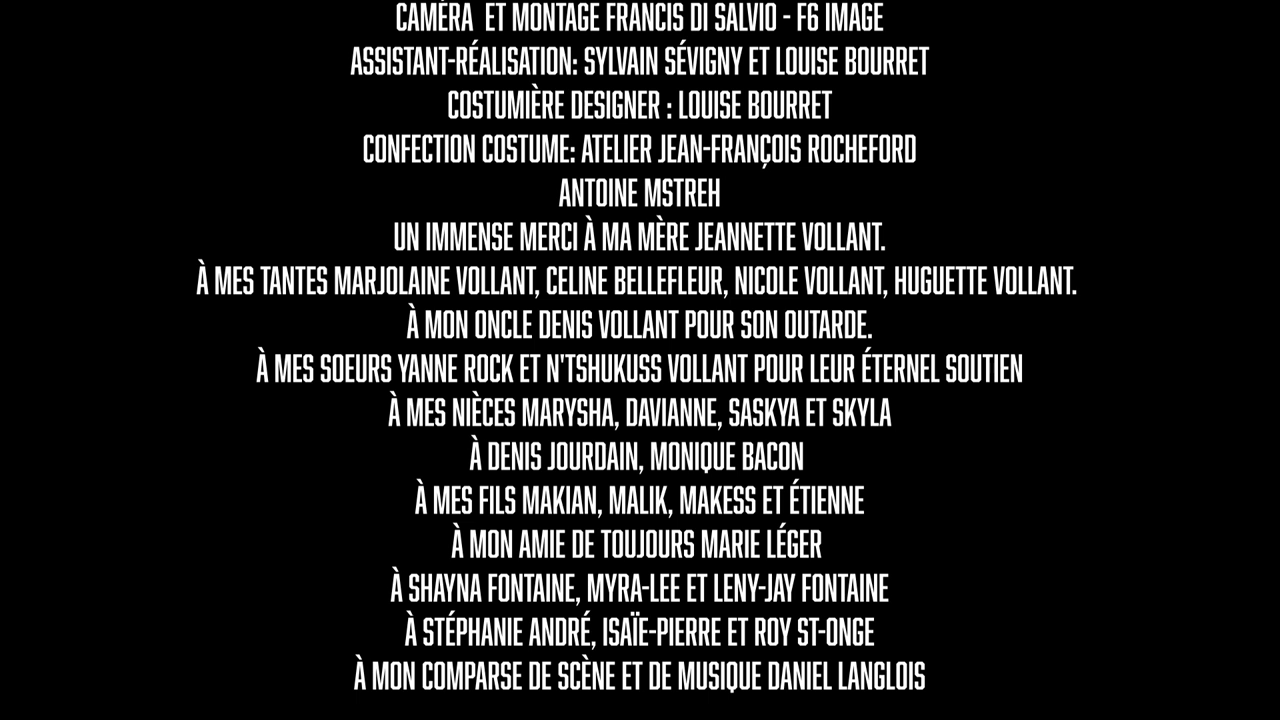 CAMÉRA ET MONTAGE FRANCIS DI SALVIO - F6 IMAGE
ASSISTANT-RÉALISATION: SYLVAIN SÉVIGNY ET LOUISE BOURRET
COSTUMIÈRE DESIGNER : LOUISE BOURRET
CONFECTION COSTUME: ATELIER JEAN-FRANÇOIS ROCHEFORD
ANTOINE MSTREH
UN IMMENSE MERCI À MA MÈRE JEANNETTE VOLLANT.
À MES TANTES MARJOLAINE VOLLANT, CELINE BELLEFLEUR, NICOLE VOLLANT, HUGUETTE VOLLANT.
À MON ONCLE DENIS VOLLANT POUR SON OUTARDE.
À MES SOEURS YANNE ROCK ET N'TSHUKUSS VOLLANT POUR LEUR ÉTERNEL SOUTIEN
À MES NIÈCES MARYSHA, DAVIANNE, SASKYA ET SKYLA
À DENIS JOURDAIN, MONIQUE BACON
À MES FILS MAKIAN, MALIK, MAKESS ET ÉTIENNE
À MON AMIE DE TOUJOURS MARIE LÉGER
À SHAYNA FONTAINE, MYRA-LEE ET LENY-JAY FONTAINE
À STÉPHANIE ANDRÉ, ISAÏE-PIERRE ET ROY ST-ONGE
À MON COMPARSE DE SCÈNE ET DE MUSIQUE DANIEL LANGLOIS